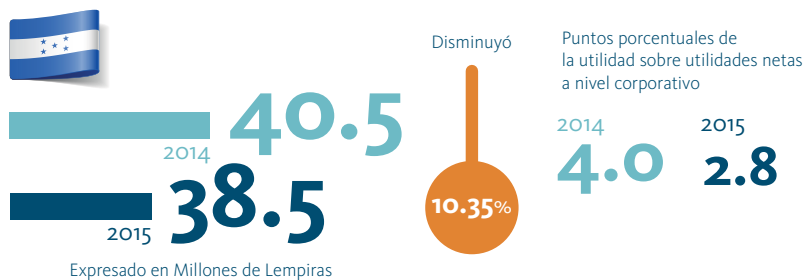 40.5
2014
38.5
2015
Expresado en Millones de Lempiras
Disminuyó
10.35%
Puntos porcentuales de
la utilidad sobre utilidades netas
a nivel corporativo
2014
4.0
2015
2.8